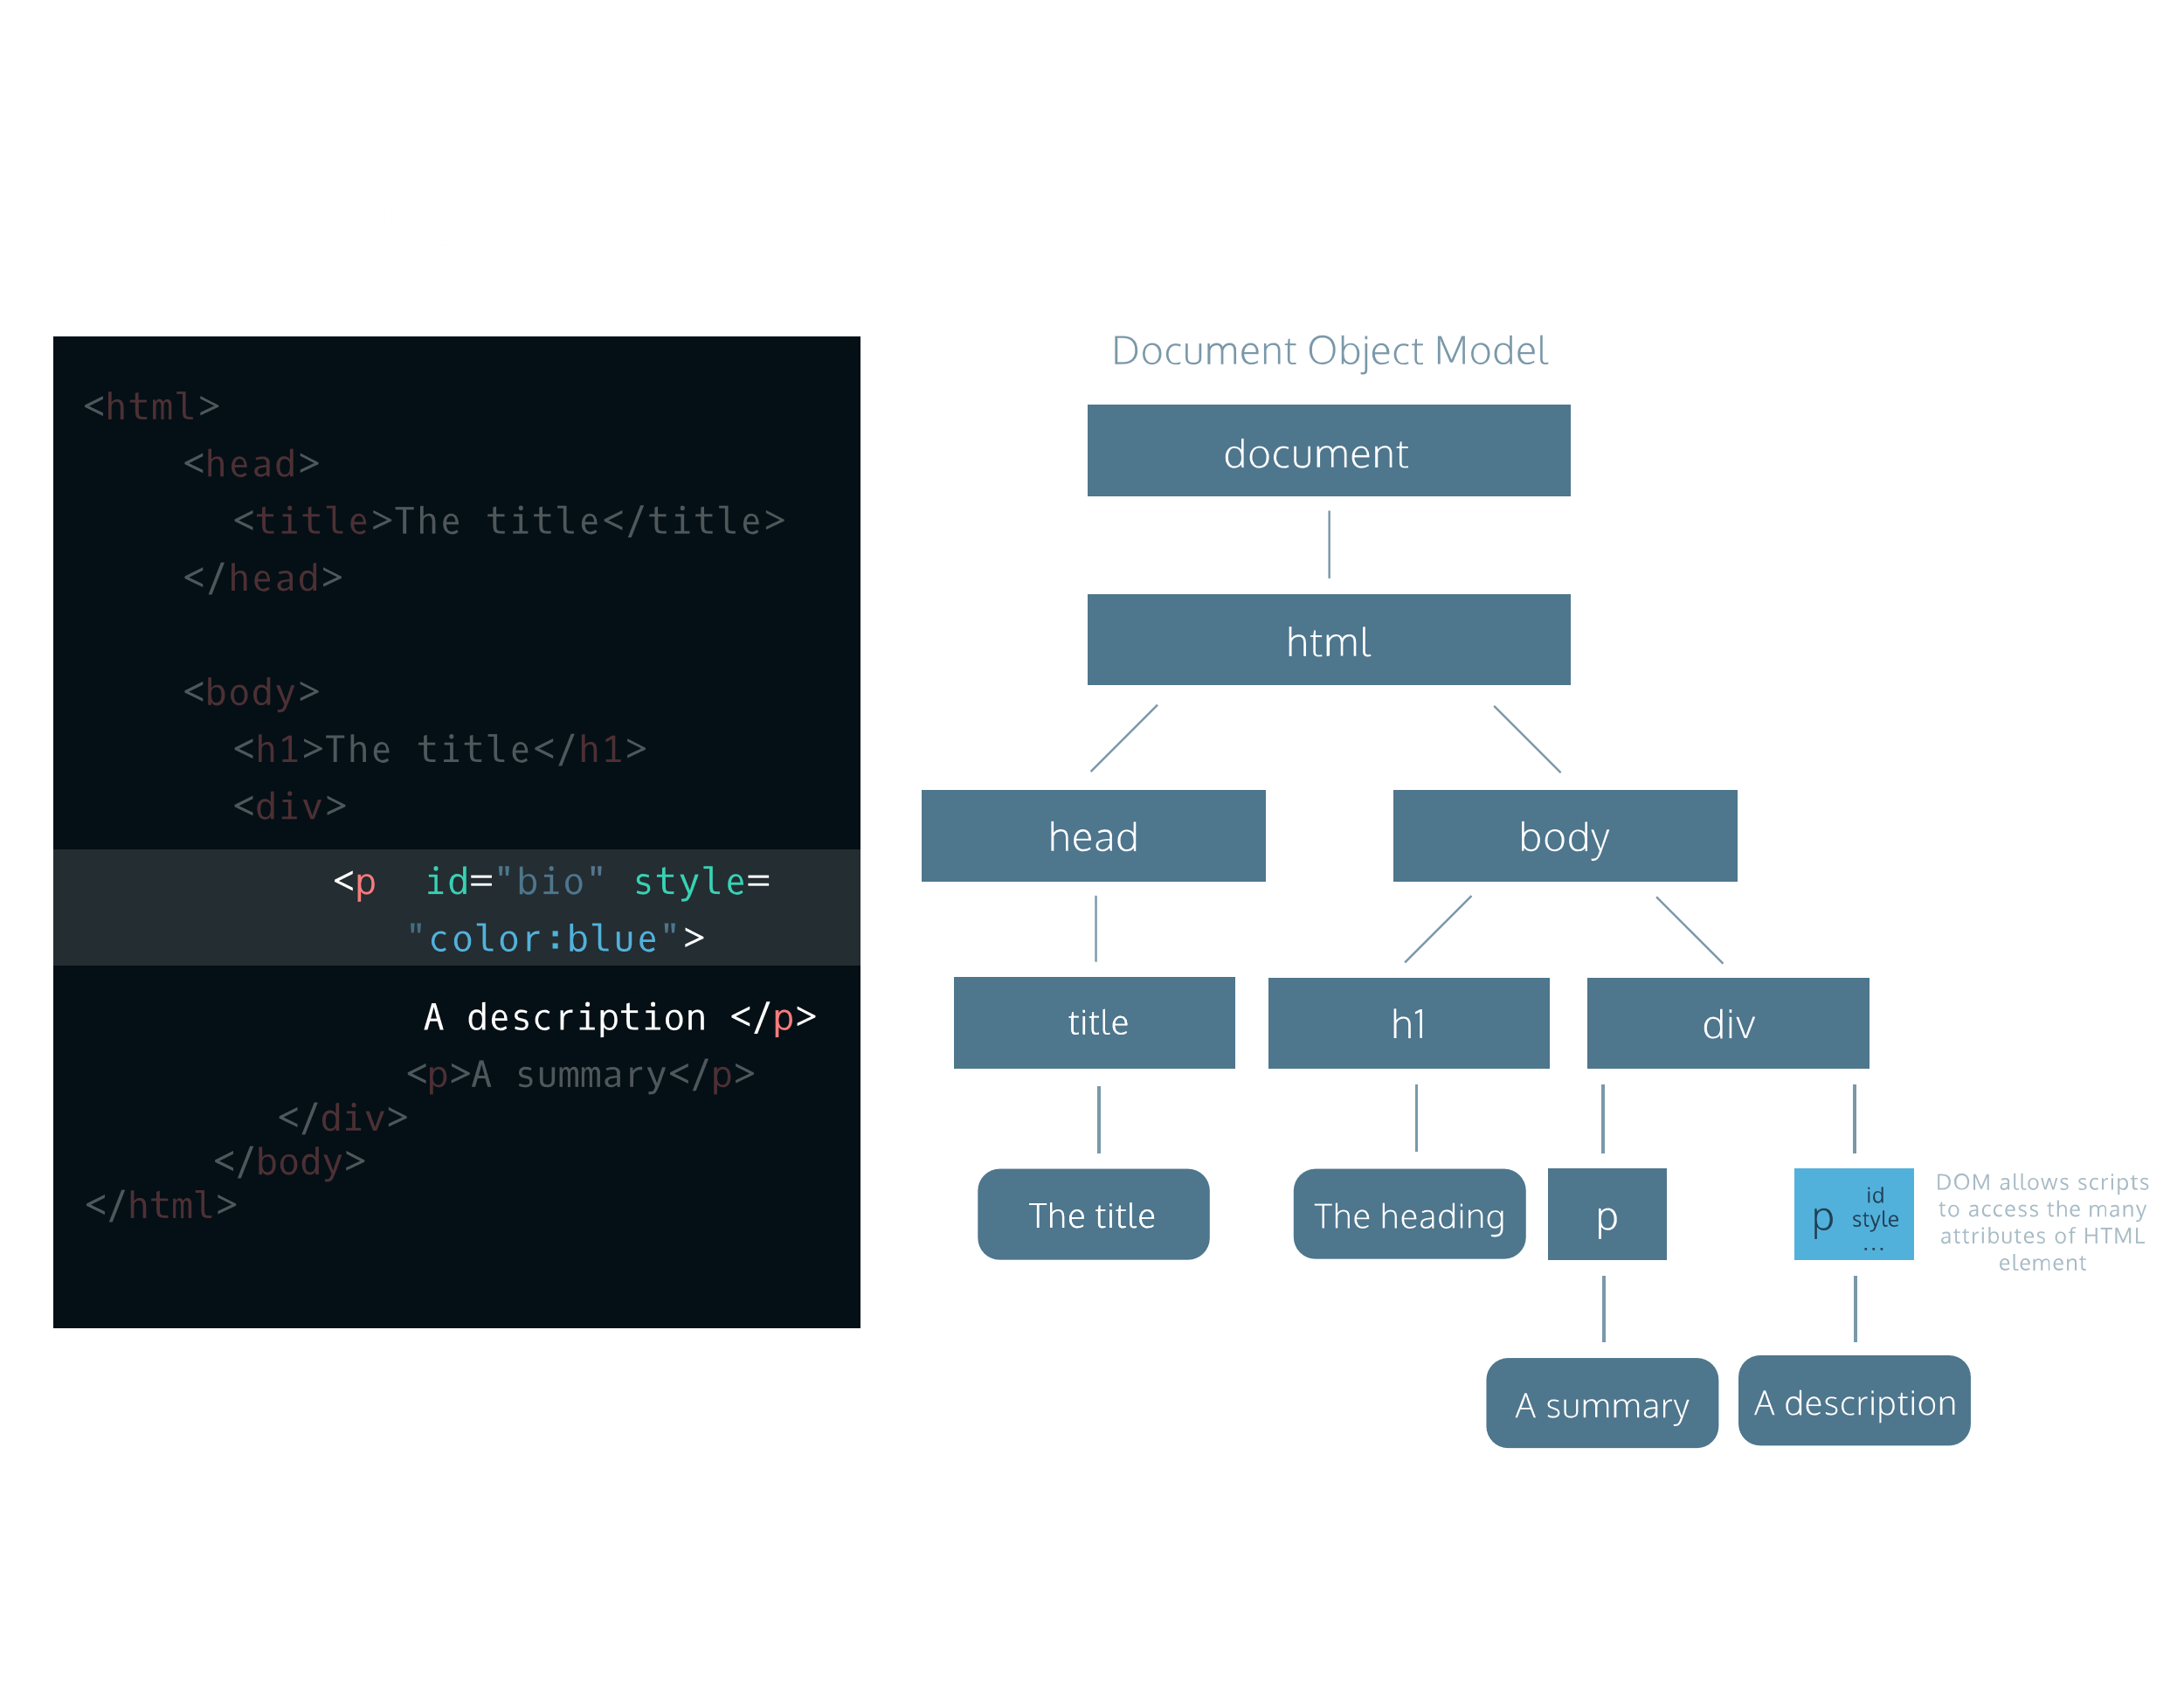 <html>
<head>
<title>The title</title>
</head>
<body>
<h1>The title</h1>
<div>
<p  id="bio" style=
"color:blue">
A description </p>
<p>A summary</p>
</div>
</body>
</html>
Document Object Model
document
html
head
body
title
h1
div
The title
The heading
p
p
id
style
...
DOM allows scripts
to access the many
attributes of HTML
element
A summary
A description